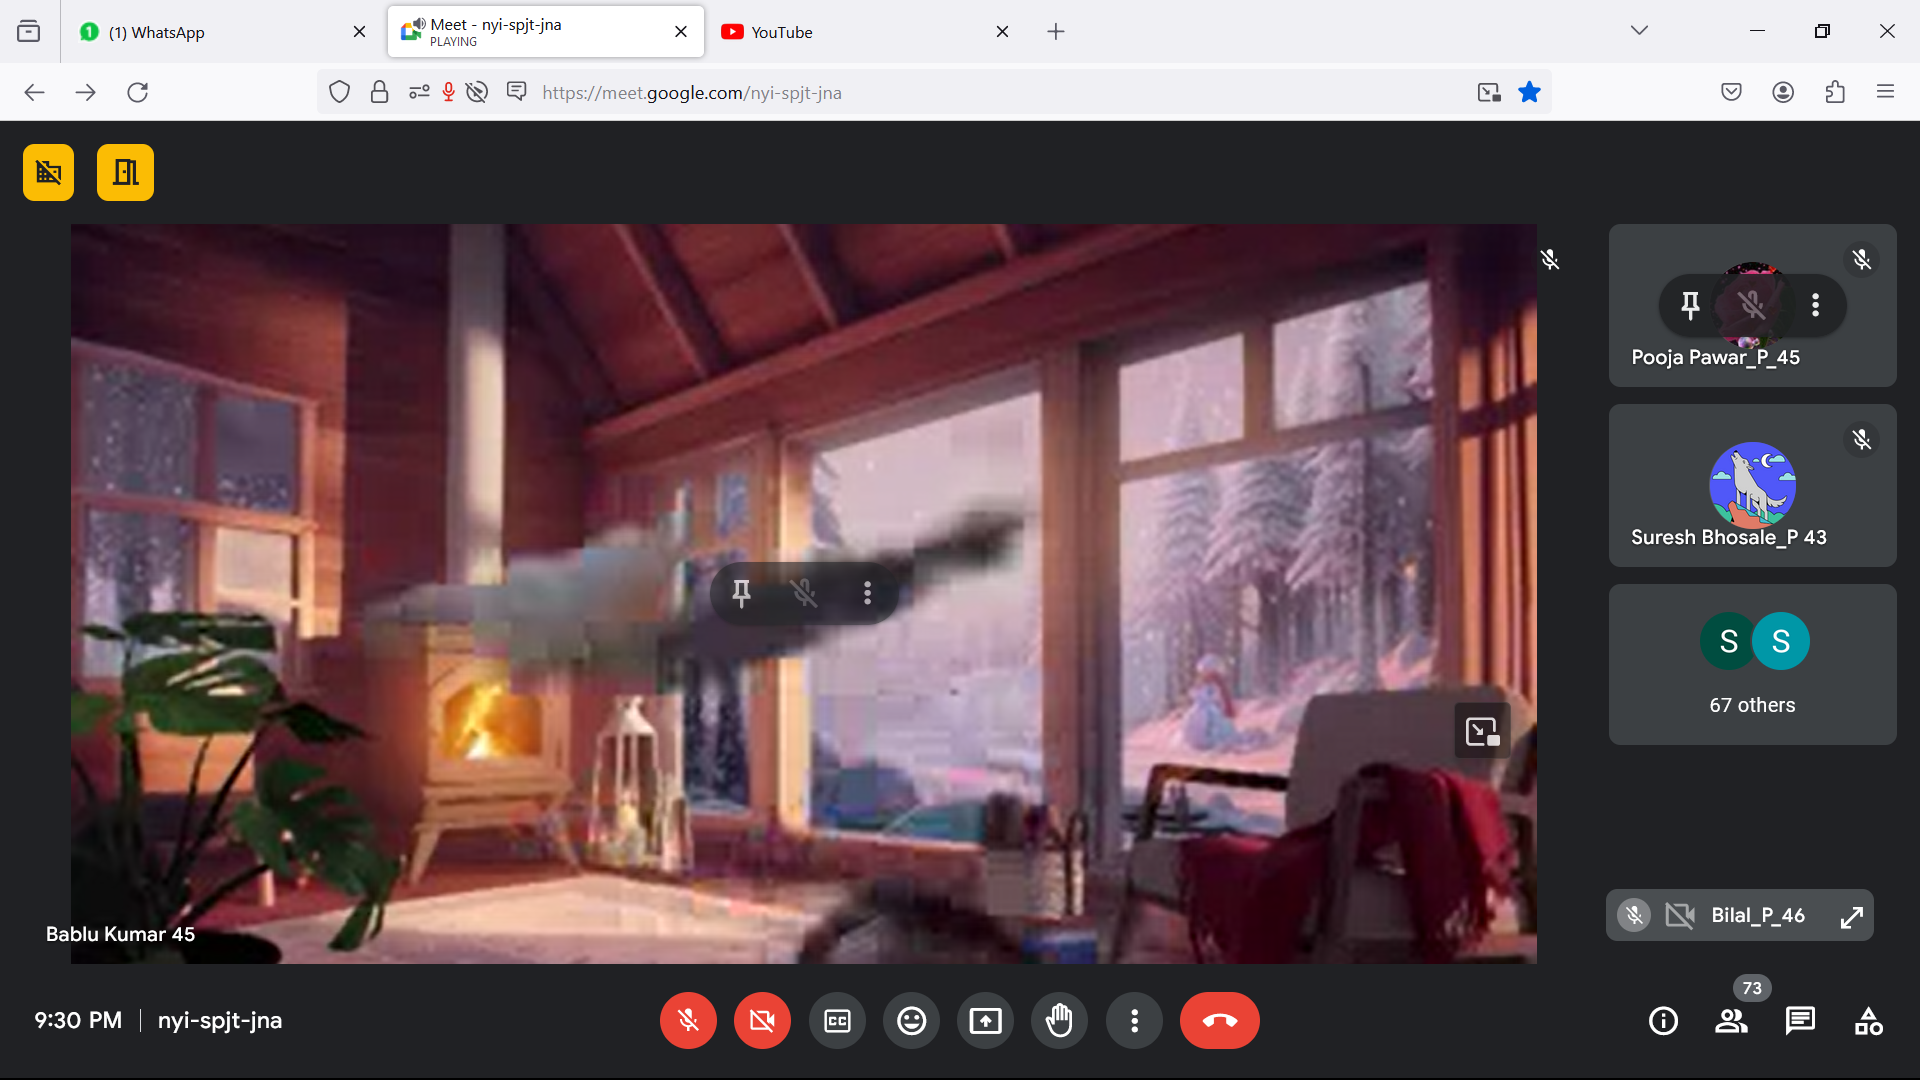 (1) WhatsApp
Meet - nyi-spjt-jna
PLAYING
YouTube
https://meet.google.com/nyi-spjt-jna
Pooja Pawar_P_45
Suresh Bhosale_P 43
S S
67 others
Bablu Kumar 45
Bilal_P_46
73
9:30 PM nyi-spjt-jna
CC